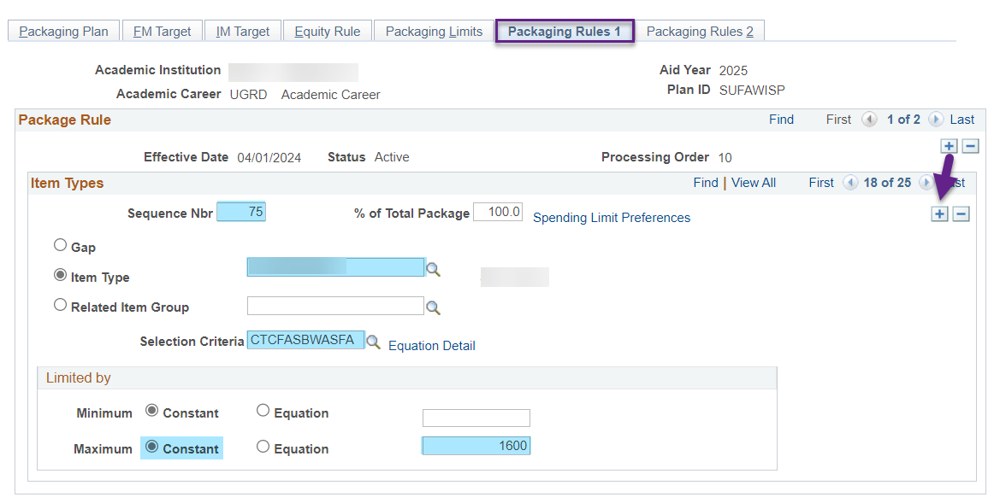 Packaging Plan FM Target IM Target Equity Rule Packaging Limits Packaging Rules 1 Packaging Rules 2
Academic Institution Aid Year 2025
Academic Career UGRD Academic Career Plan ID SUFAWISP
Package Rule Find First 1 of 2 Last
Effective Date 04/01/2024 Status Active Processing Order 10
Item Types Find | View All First 18 of 25
Sequence Nbr 75 % of Total Package 100.0 Spending Limit Preferences
Gap
Item Type
Related Item Group
Selection Criteria CTCFASBWASFA Equation Detail
Limited by
Minimum Constant Equation
Maximum Constant Equation 1600